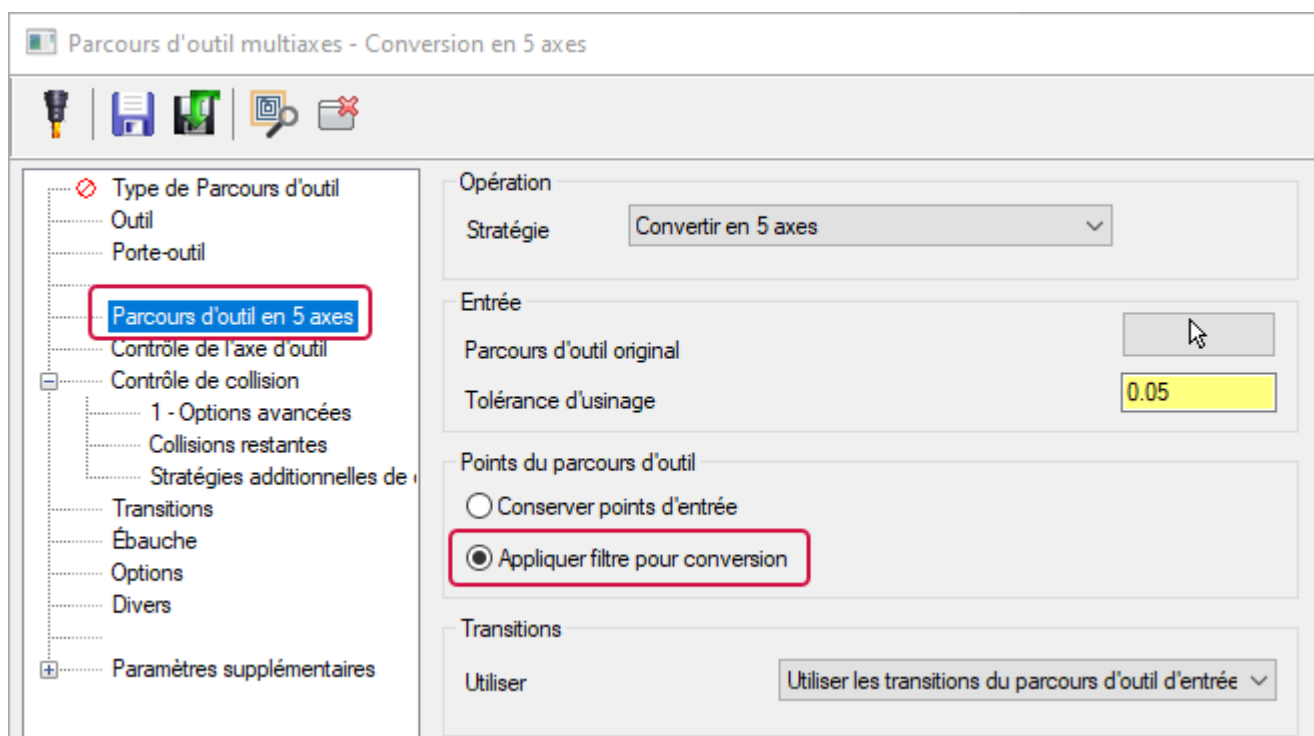 Parcours d'outil multiaxes - Conversion en 5 axes
Type de Parcours d'outil
Outil
Porte-outil
Parcours d'outil en 5 axes
Contrôle de l'axe d'outil
Contrôle de collision
1 - Options avancées
Collisions restantes
Stratégies additionnelles de
Transitions
Ébauche
Options
Divers
Paramètres supplémentaires
Opération
Stratégie
Convertir en 5 axes
Entrée
Parcours d'outil original
Tolérance d'usinage
0.05
Points du parcours d'outil
Conserver points d'entrée
Appliquer filtre pour conversion
Transitions
Utiliser
Utiliser les transitions du parcours d'outil d'entrée